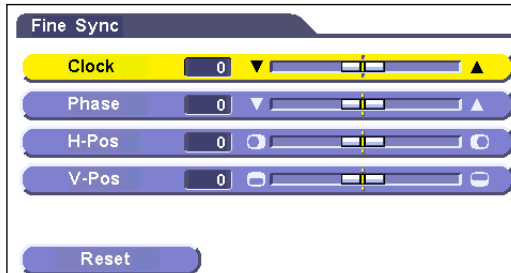 Fine Sync
Clock 0
Phase 0
H-Pos 0
V-Pos 0
Reset